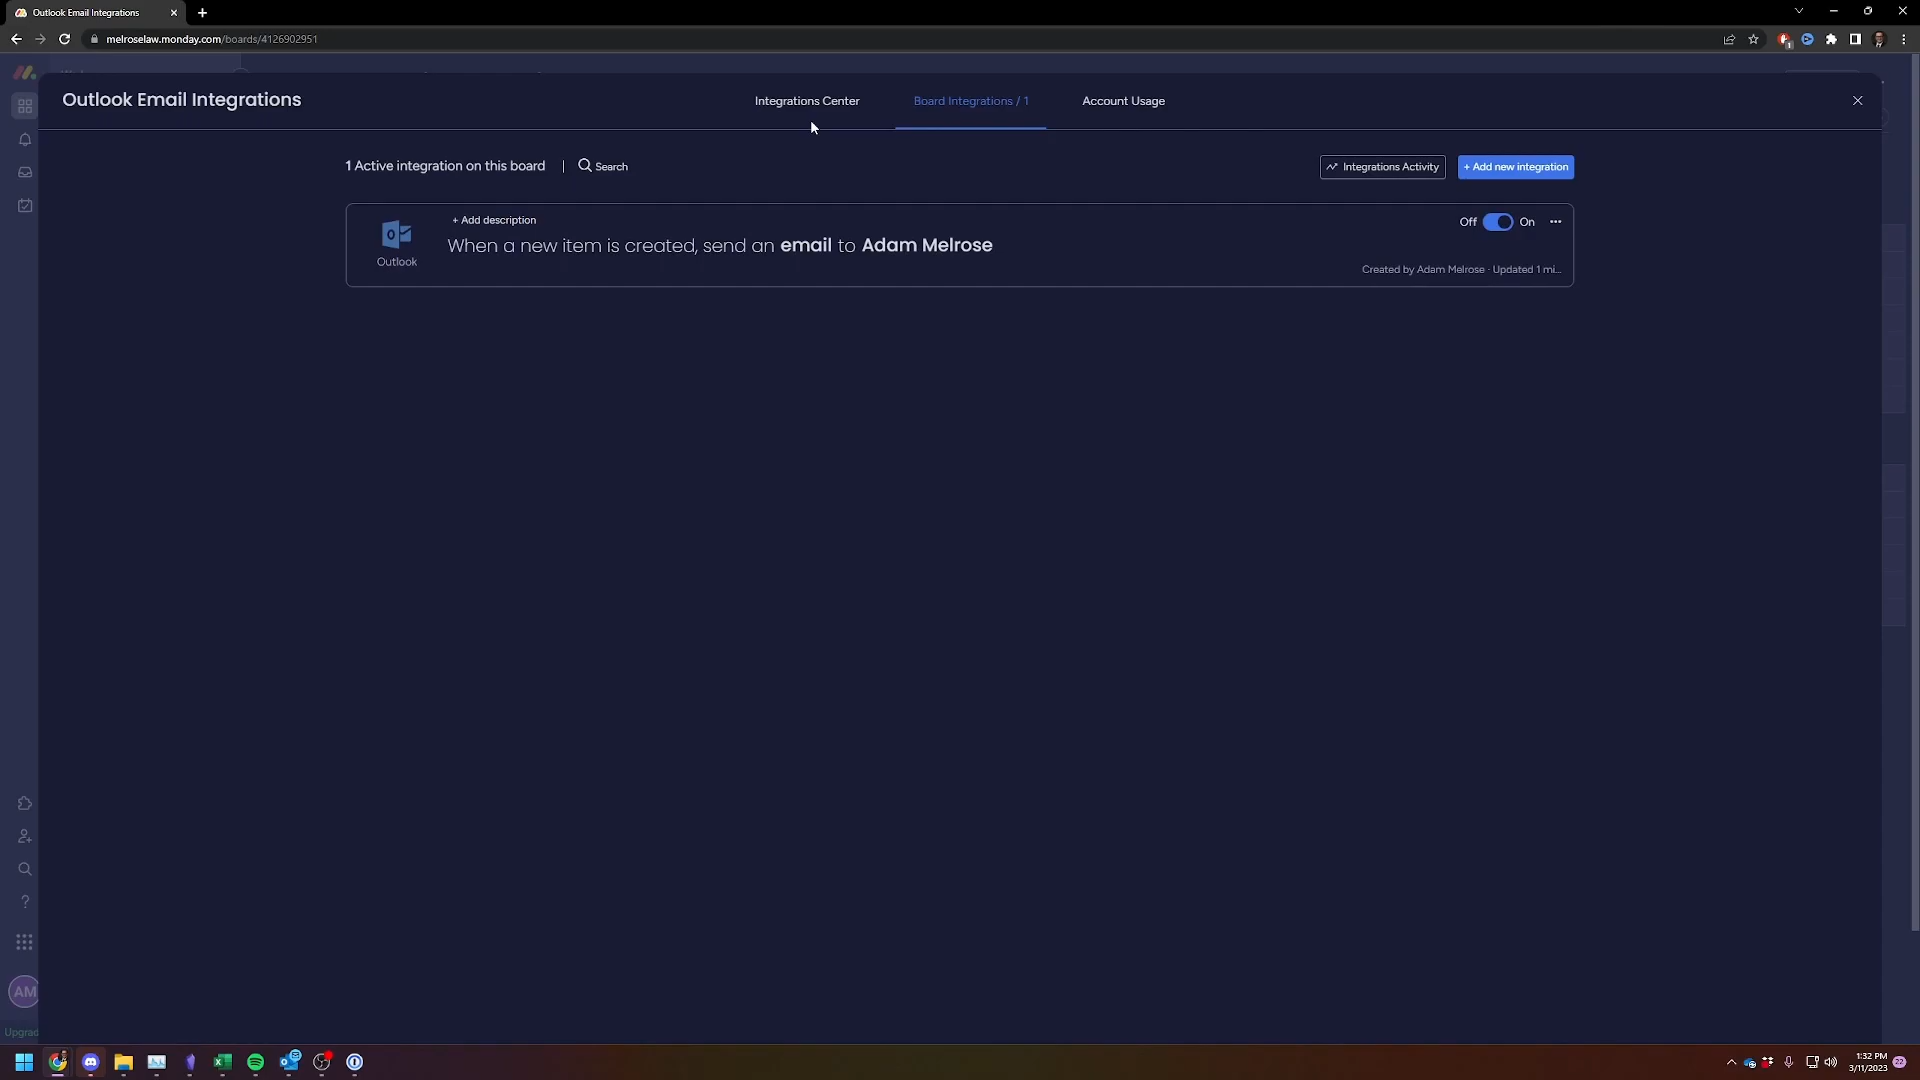 Outlook Email Integrations
melroselaw.monday.com/boards/4126902951
Outlook Email Integrations
Integrations Center
Board Integrations / 1
Account Usage
1 Active integration on this board
Search
Integrations Activity
+ Add new integration
+ Add description
Off
On
When a new item is created, send an email to Adam Melrose
Outlook
Created by Adam Melrose · Updated 1 mi...
AM
Upgrad
1:32 PM
3/11/2023
22